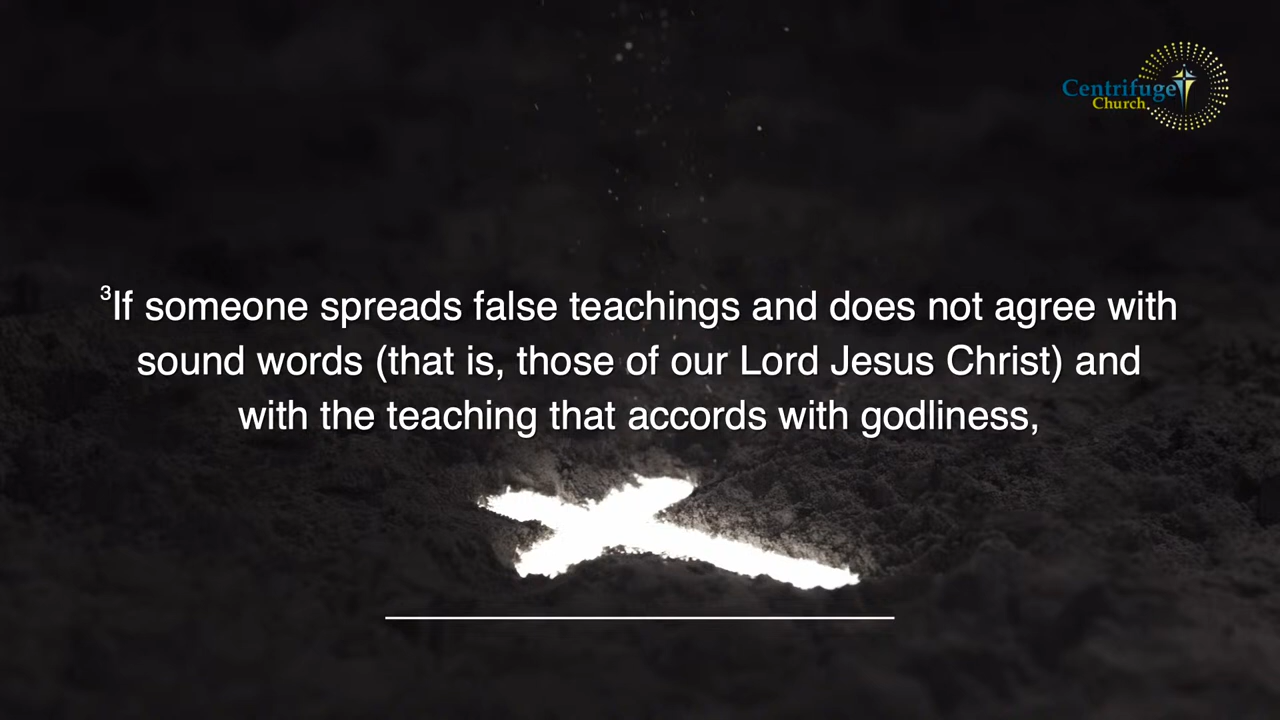 Centrifuge
Church
³If someone spreads false teachings and does not agree with
sound words (that is, those of our Lord Jesus Christ) and
with the teaching that accords with godliness,